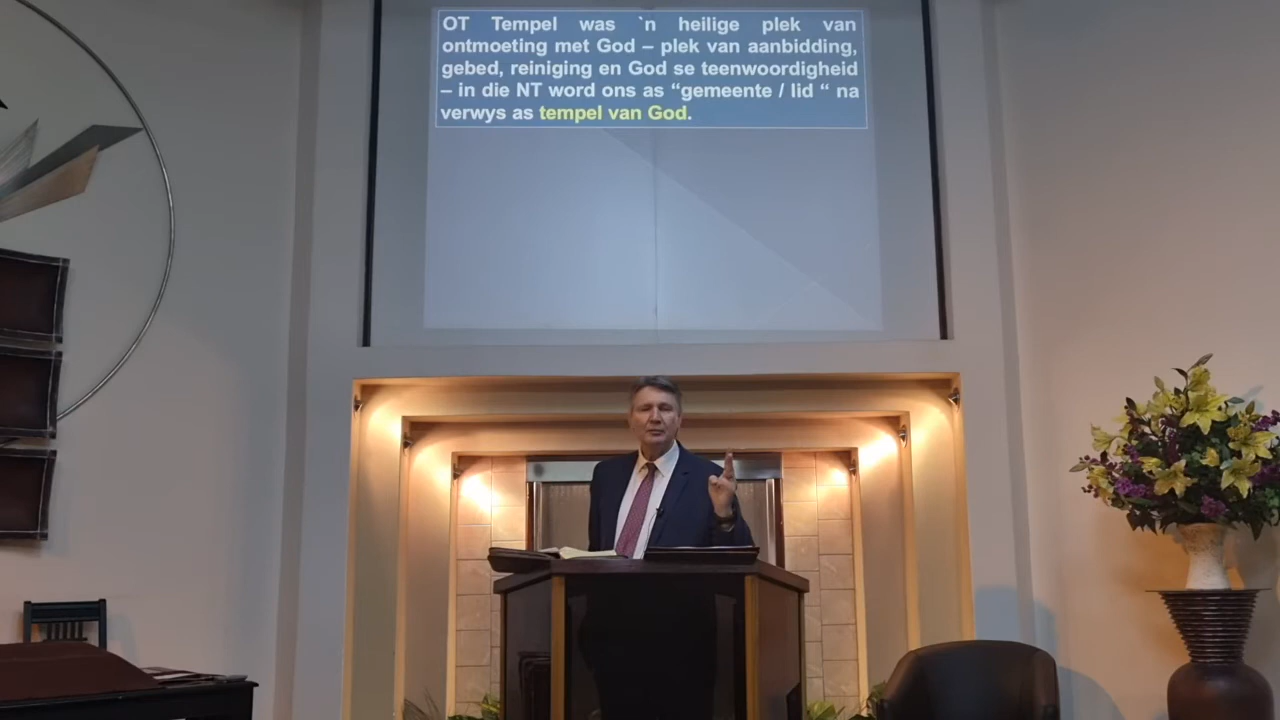 OT Tempel was `n heilige plek van
ontmoeting met God – plek van aanbidding,
gebed, reiniging en God se teenwoordigheid
– in die NT word ons as “gemeente / lid “ na
verwys as tempel van God.